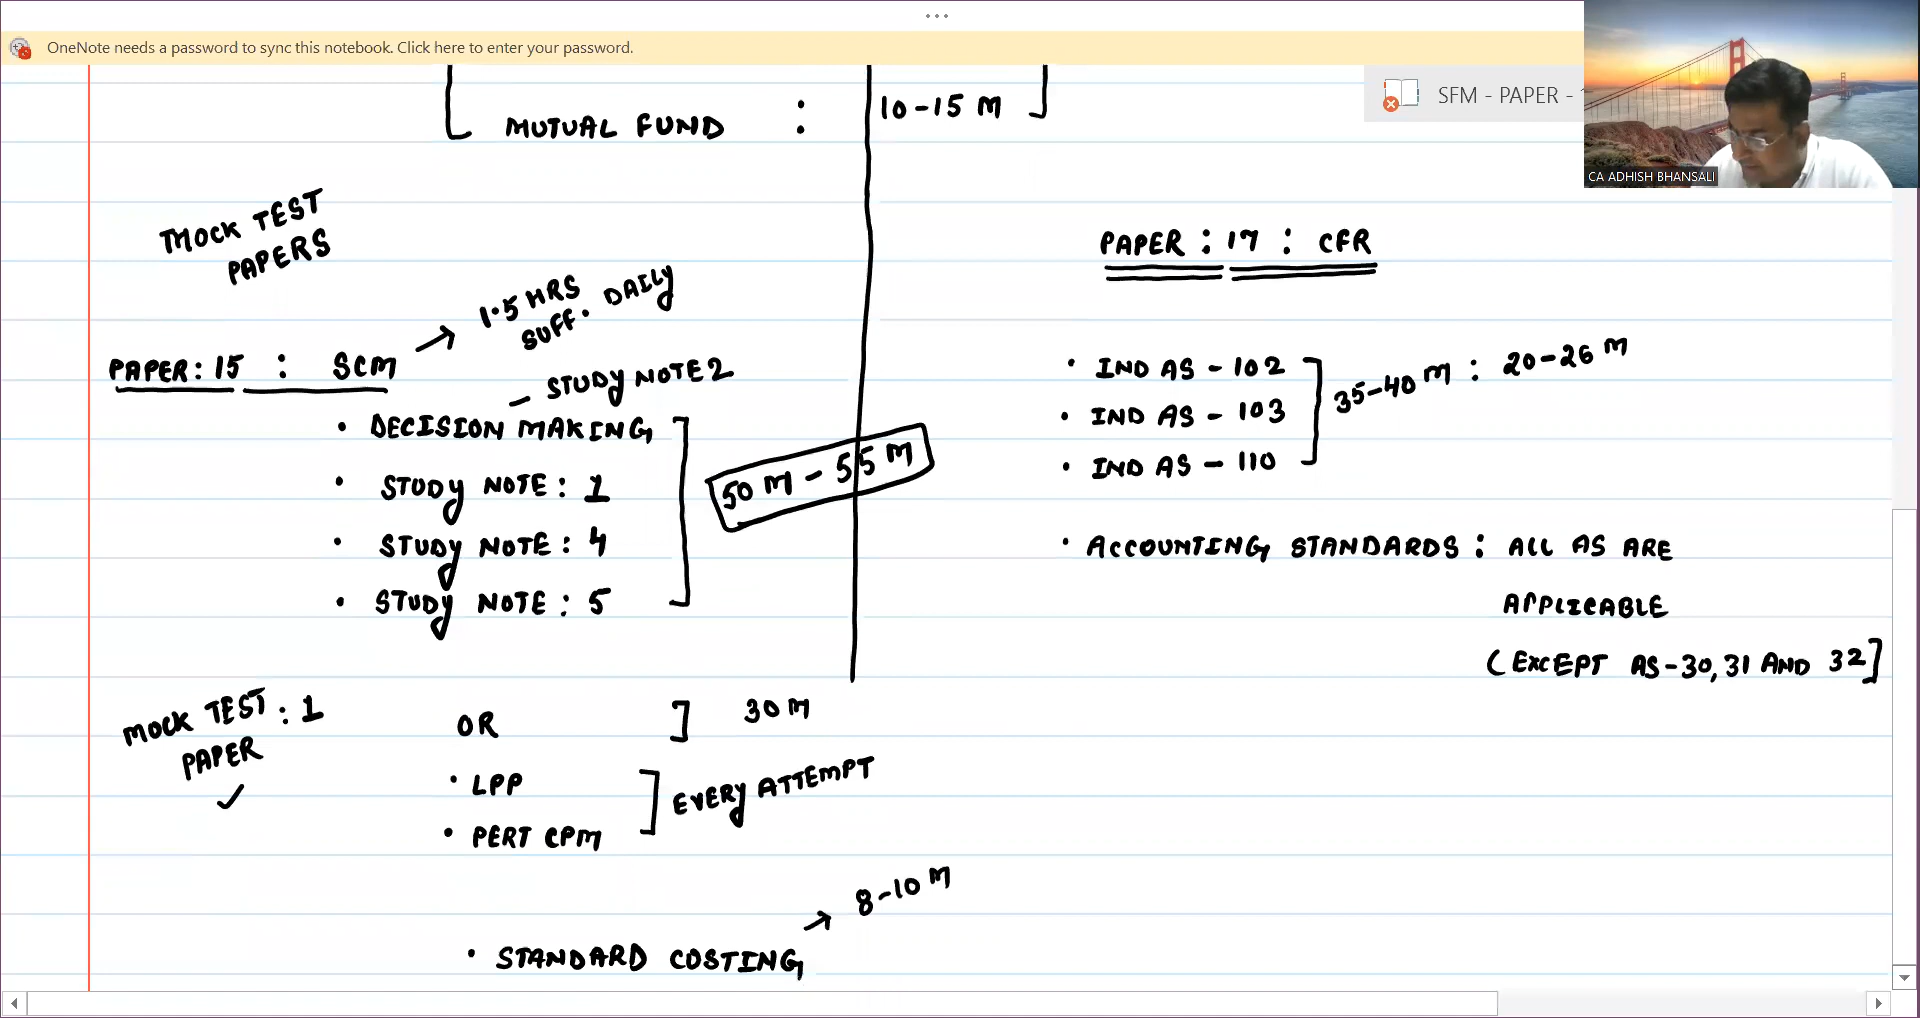 OneNote needs a password to sync this notebook. Click here to enter your password.
SFM - PAPER -
CA ADHISH BHANSALI
MUTUAL FUND : 10-15 M
MOCK TEST
PAPERS
PAPER: 15 : SCM
1.5 HRS
SUFF. DAILY
- STUDY NOTE 2
• DECISION MAKING
• STUDY NOTE: 1
• STUDY NOTE: 4
• STUDY NOTE: 5
50 M - 55 M
MOCK TEST: 1
PAPER
OR ] 30 M
• LPP
• PERT CPM
EVERY ATTEMPT
• STANDARD COSTING → 8-10 M
PAPER : 17 : CFR
• IND AS - 102
• IND AS - 103
• IND AS - 110
35-40 M : 20-26 M
• ACCOUNTING STANDARDS : ALL AS ARE
APPLICABLE
(EXCEPT AS-30, 31 AND 32]